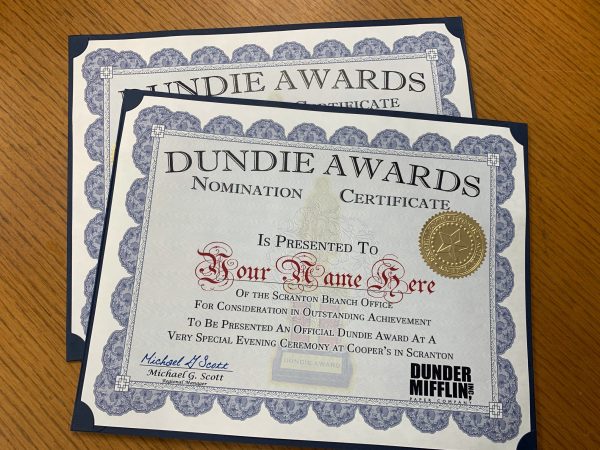 DUNDIE AWARDS
CERTIFICATE
DUNDIE AWARDS
NOMINATION CERTIFICATE
IS PRESENTED TO
Your Name Here
OF THE SCRANTON BRANCH OFFICE
FOR CONSIDERATION IN OUTSTANDING ACHIEVEMENT
TO BE PRESENTED AN OFFICIAL DUNDIE AWARD AT A
VERY SPECIAL EVENING CEREMONY AT COOPER'S IN SCRANTON
DUNDIE AWARD
Michael G Scott
Michael G. Scott
Regional Manager
DUNDER
MIFFLIN INC
PAPER COMPANY